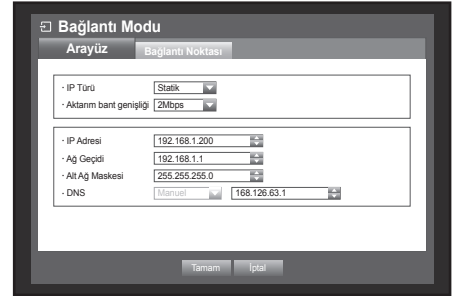 Bağlantı Modu
Arayüz Bağlantı Noktası
· IP Türü Statik
· Aktarım bant genişliği 2Mbps
· IP Adresi 192.168.1.200
· Ağ Geçidi 192.168.1.1
· Alt Ağ Maskesi 255.255.255.0
· DNS Manuel 168.126.63.1
Tamam İptal